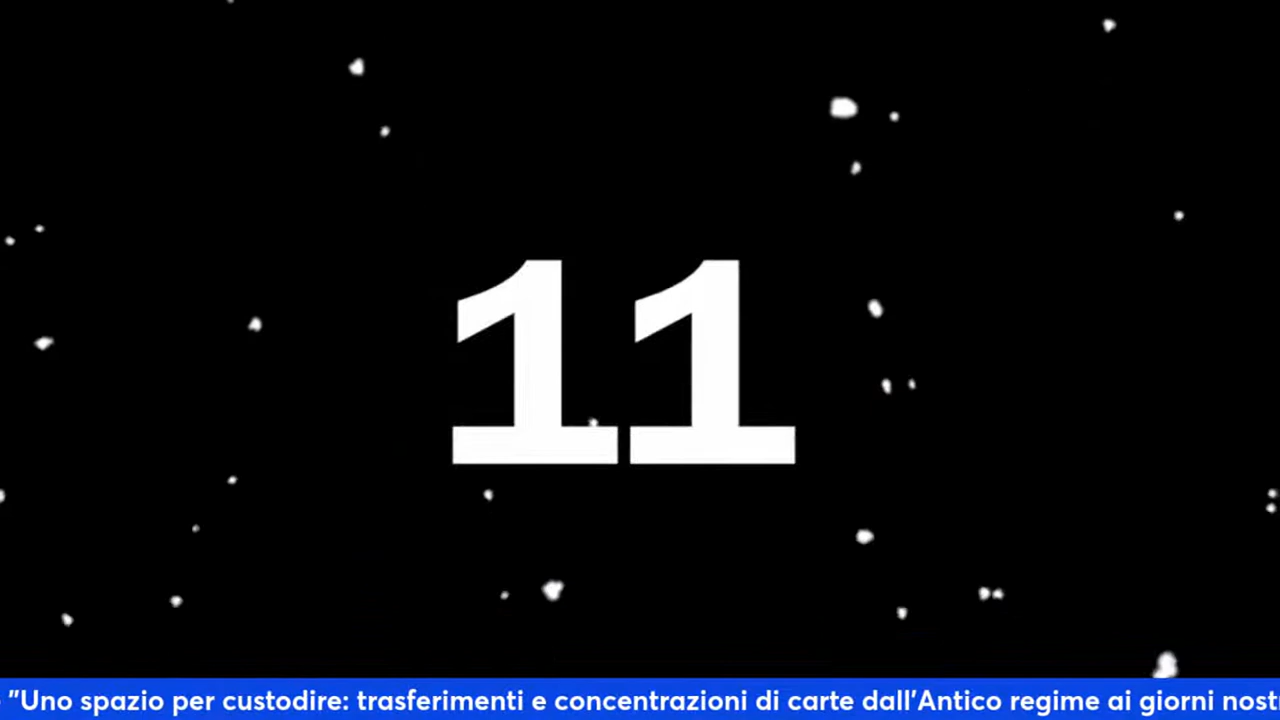 11
"Uno spazio per custodire: trasferimenti e concentrazioni di carte dall'Antico regime ai giorni